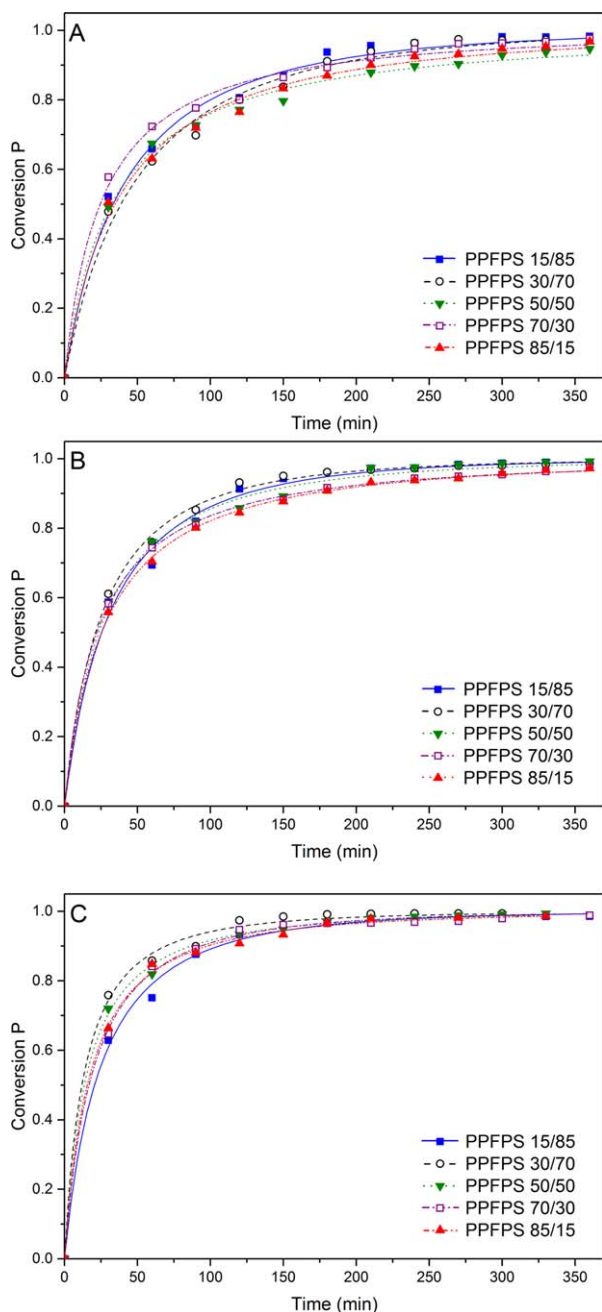 A
1.0
0.8
0.6
0.4
0.2
0.0
Conversion P
PPFPS 15/85
PPFPS 30/70
PPFPS 50/50
PPFPS 70/30
PPFPS 85/15
0 50 100 150 200 250 300 350
Time (min)
B
1.0
0.8
0.6
0.4
0.2
0.0
Conversion P
PPFPS 15/85
PPFPS 30/70
PPFPS 50/50
PPFPS 70/30
PPFPS 85/15
0 50 100 150 200 250 300 350
Time (min)
C
1.0
0.8
0.6
0.4
0.2
0.0
Conversion P
PPFPS 15/85
PPFPS 30/70
PPFPS 50/50
PPFPS 70/30
PPFPS 85/15
0 50 100 150 200 250 300 350
Time (min)